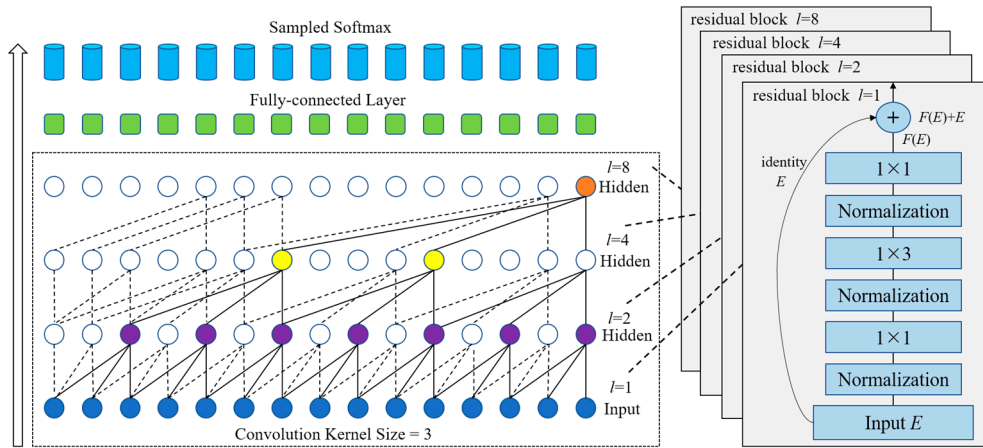 Sampled Softmax
Fully-connected Layer
l=8
Hidden
l=4
Hidden
l=2
Hidden
l=1
Input
Convolution Kernel Size = 3
residual block l=8
residual block l=4
residual block l=2
residual block l=1
+
F(E)+E
F(E)
identity
E
1×1
Normalization
1×3
Normalization
1×1
Normalization
Input E